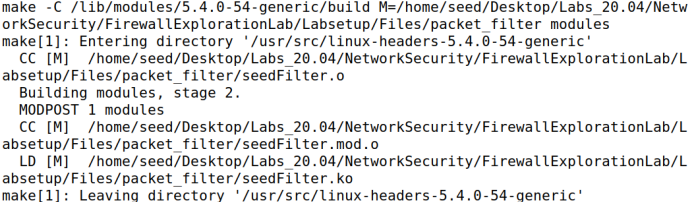 make -C /lib/modules/5.4.0-54-generic/build M=/home/seed/Desktop/Labs_20.04/Netw
orkSecurity/FirewallExplorationLab/Labsetup/Files/packet_filter modules
make[1]: Entering directory '/usr/src/linux-headers-5.4.0-54-generic'
  CC [M]  /home/seed/Desktop/Labs_20.04/NetworkSecurity/FirewallExplorationLab/L
absetup/Files/packet_filter/seedFilter.o
  Building modules, stage 2.
  MODPOST 1 modules
  CC [M]  /home/seed/Desktop/Labs_20.04/NetworkSecurity/FirewallExplorationLab/L
absetup/Files/packet_filter/seedFilter.mod.o
  LD [M]  /home/seed/Desktop/Labs_20.04/NetworkSecurity/FirewallExplorationLab/L
absetup/Files/packet_filter/seedFilter.ko
make[1]: Leaving directory '/usr/src/linux-headers-5.4.0-54-generic'